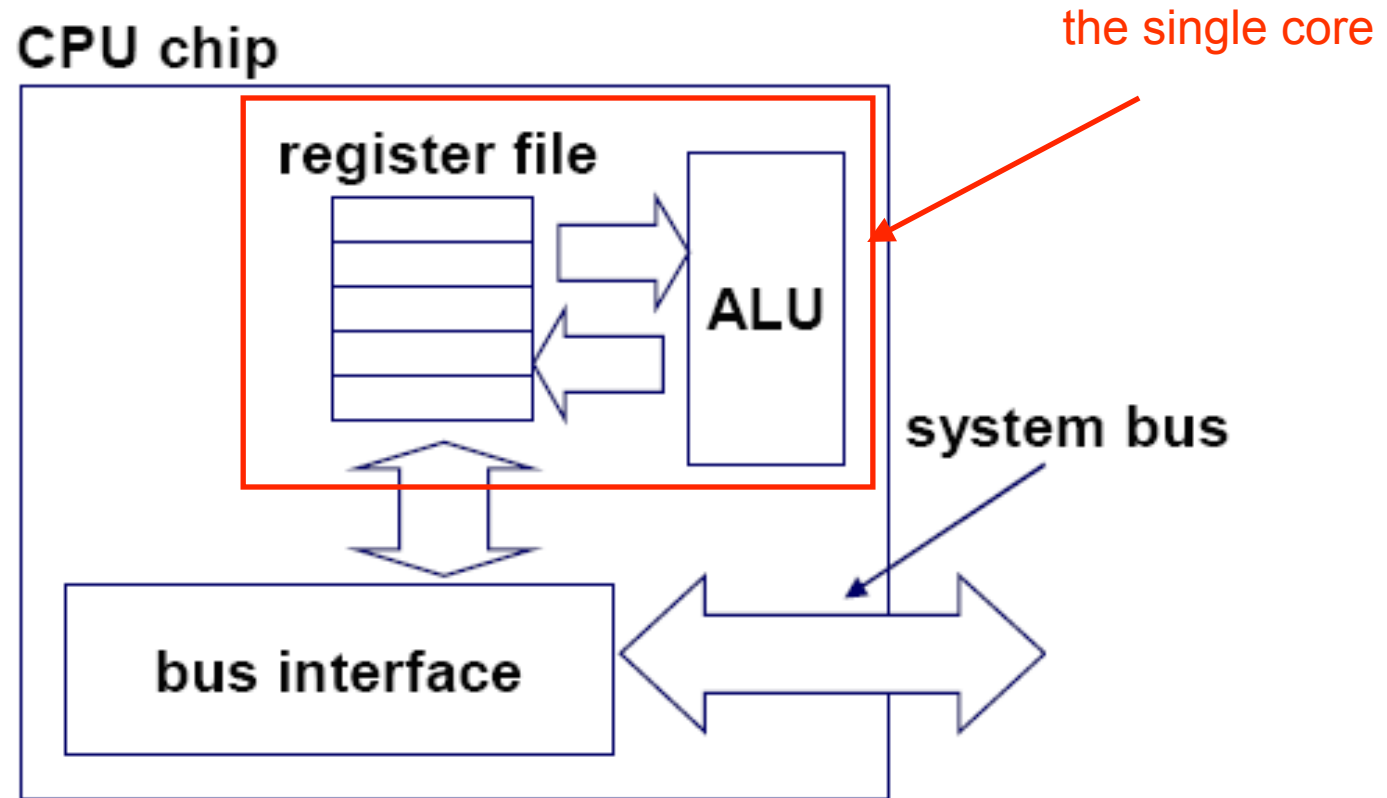 the single core
CPU chip
register file
ALU
system bus
bus interface